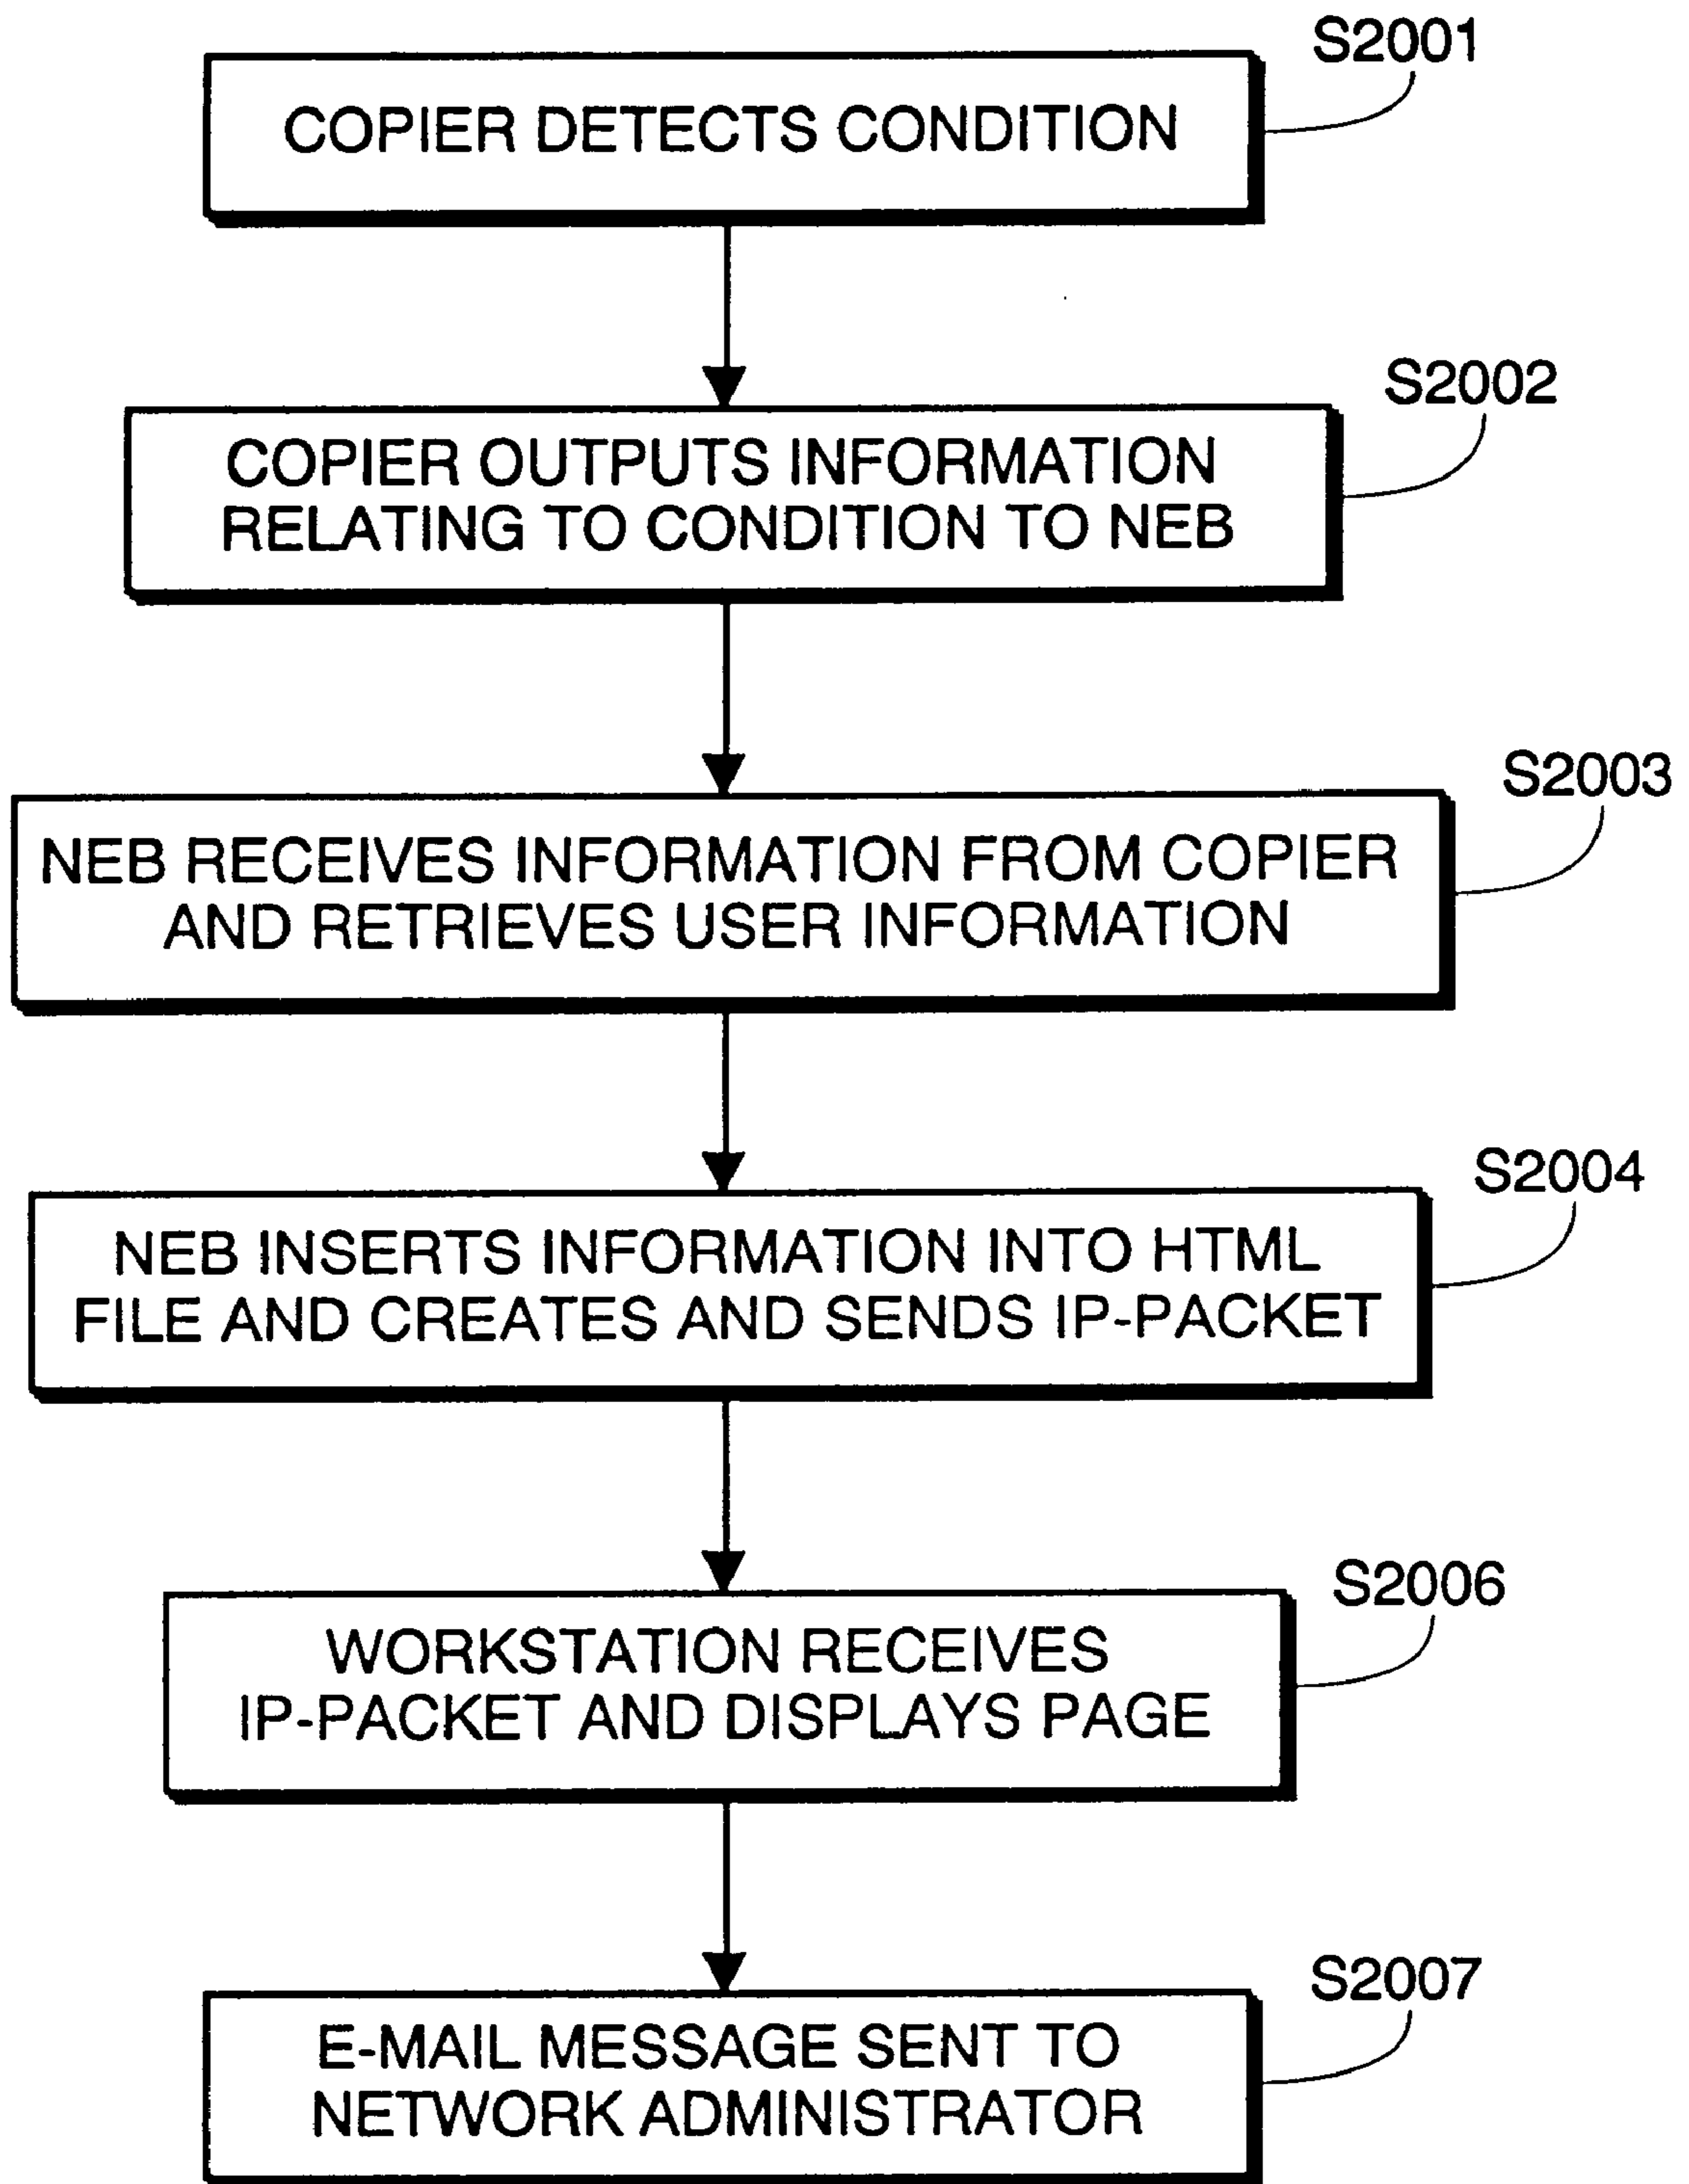 S2001
COPIER DETECTS CONDITION
S2002
COPIER OUTPUTS INFORMATION
RELATING TO CONDITION TO NEB
S2003
NEB RECEIVES INFORMATION FROM COPIER
AND RETRIEVES USER INFORMATION
S2004
NEB INSERTS INFORMATION INTO HTML
FILE AND CREATES AND SENDS IP-PACKET
S2006
WORKSTATION RECEIVES
IP-PACKET AND DISPLAYS PAGE
S2007
E-MAIL MESSAGE SENT TO
NETWORK ADMINISTRATOR